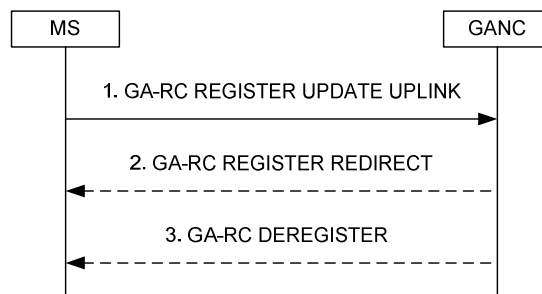 MS
GANC
1. GA-RC REGISTER UPDATE UPLINK
2. GA-RC REGISTER REDIRECT
3. GA-RC DEREGISTER